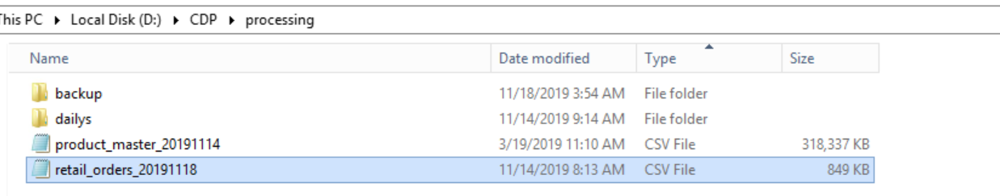 This PC ▸ Local Disk (D:) ▸ CDP ▸ processing
Name Date modified Type Size
backup 11/18/2019 3:54 AM File folder
dailys 11/14/2019 9:14 AM File folder
product_master_20191114 3/19/2019 11:10 AM CSV File 318,337 KB
retail_orders_20191118 11/14/2019 8:13 AM CSV File 849 KB